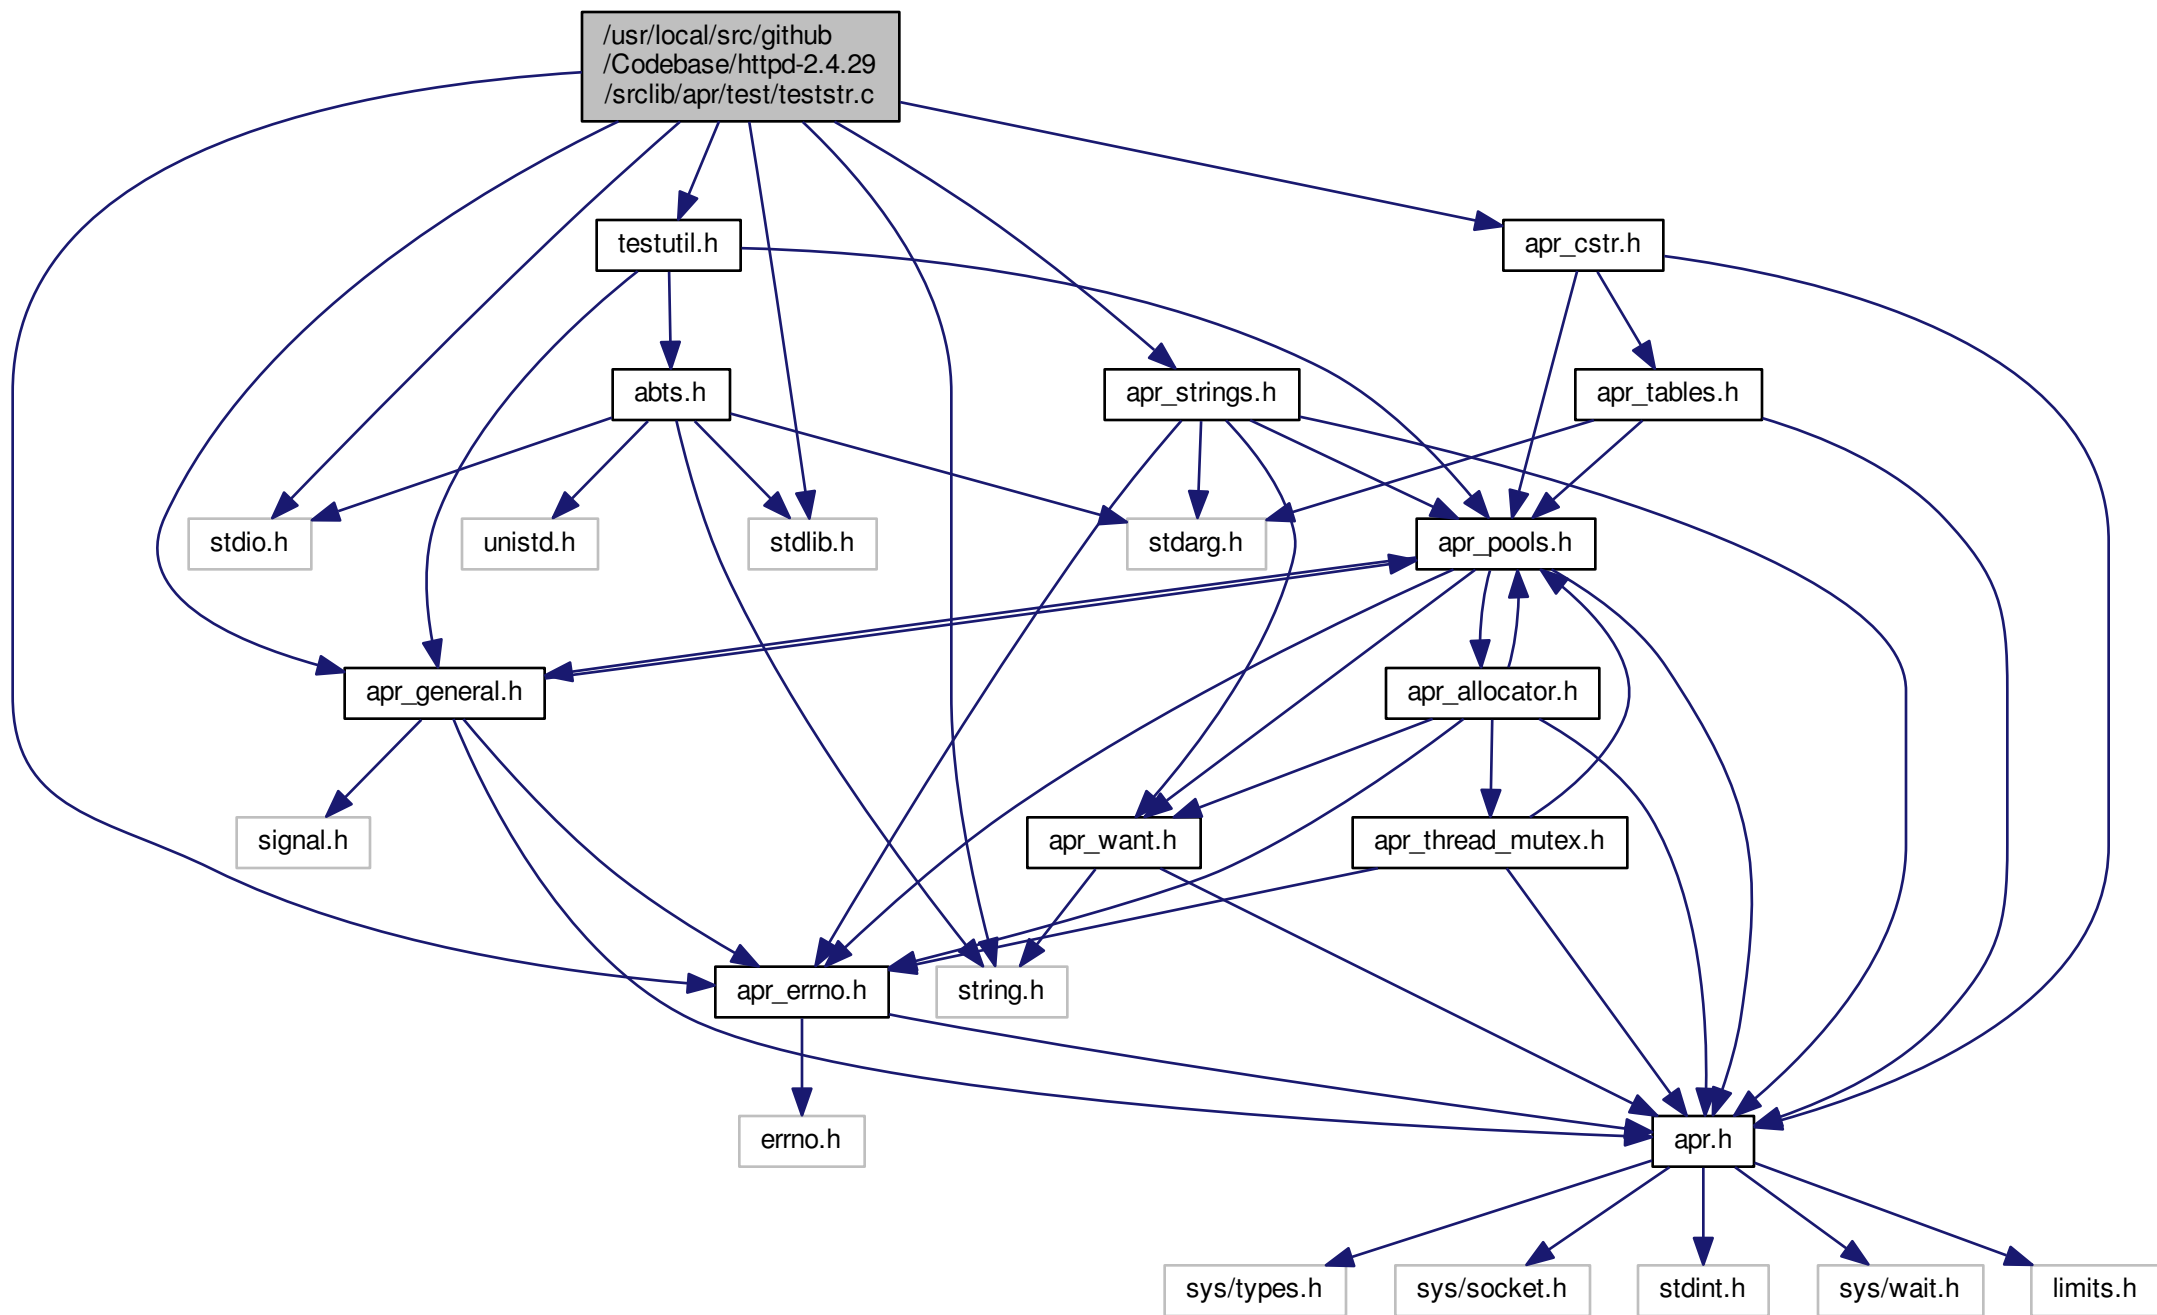 /usr/local/src/github
/Codebase/httpd-2.4.29
/srclib/apr/test/teststr.c
testutil.h
apr_cstr.h
abts.h
apr_strings.h
apr_tables.h
stdio.h
unistd.h
stdlib.h
stdarg.h
apr_pools.h
apr_general.h
apr_allocator.h
signal.h
apr_want.h
apr_thread_mutex.h
apr_errno.h
string.h
errno.h
apr.h
sys/types.h
sys/socket.h
stdint.h
sys/wait.h
limits.h